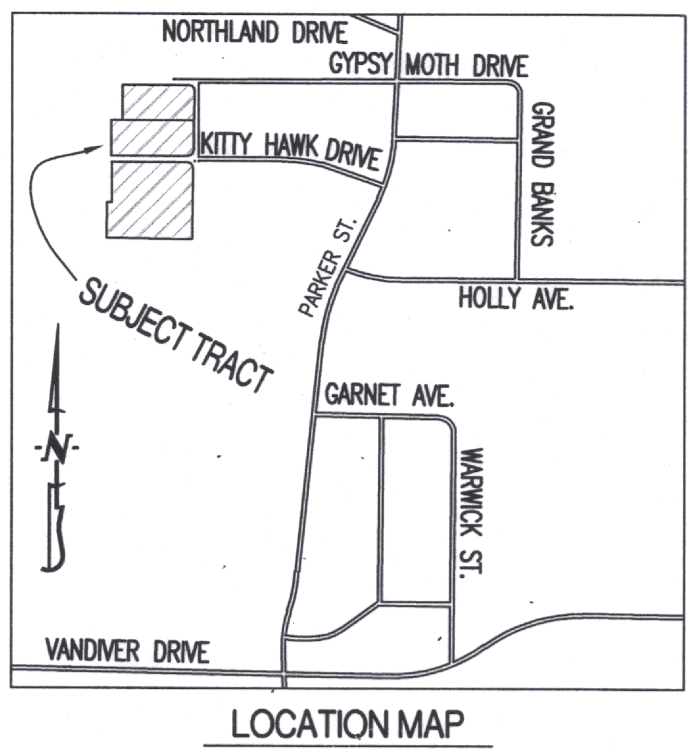 NORTHLAND DRIVE
GYPSY MOTH DRIVE
KITTY HAWK DRIVE
GRAND BANKS
PARKER ST.
HOLLY AVE.
SUBJECT TRACT
GARNET AVE.
N
WARWICK ST.
VANDIVER DRIVE
LOCATION MAP